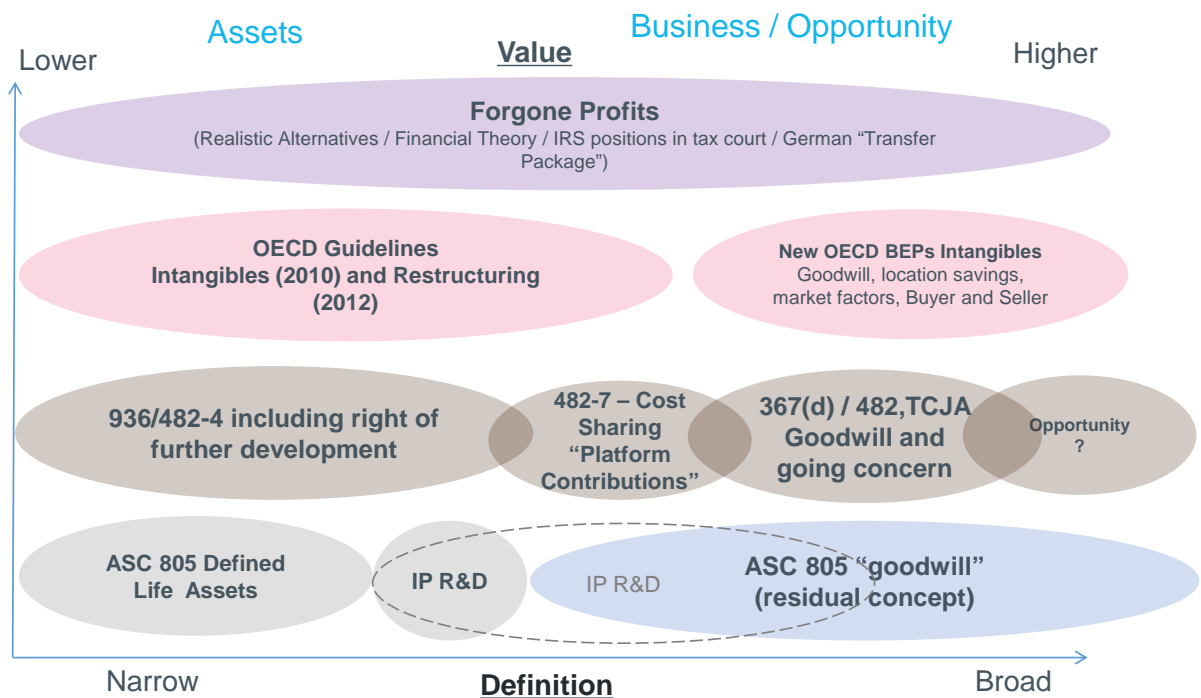 Assets
Business / Opportunity
Lower
Value
Higher
Forgone Profits
(Realistic Alternatives / Financial Theory / IRS positions in tax court / German “Transfer
Package”)
OECD Guidelines
Intangibles (2010) and Restructuring
(2012)
New OECD BEPs Intangibles
Goodwill, location savings,
market factors, Buyer and Seller
936/482-4 including right of
further development
482-7 – Cost
Sharing
“Platform
Contributions”
367(d) / 482,TCJA
Goodwill and
going concern
Opportunity
?
ASC 805 Defined
Life Assets
IP R&D
IP R&D
ASC 805 “goodwill”
(residual concept)
Narrow
Definition
Broad